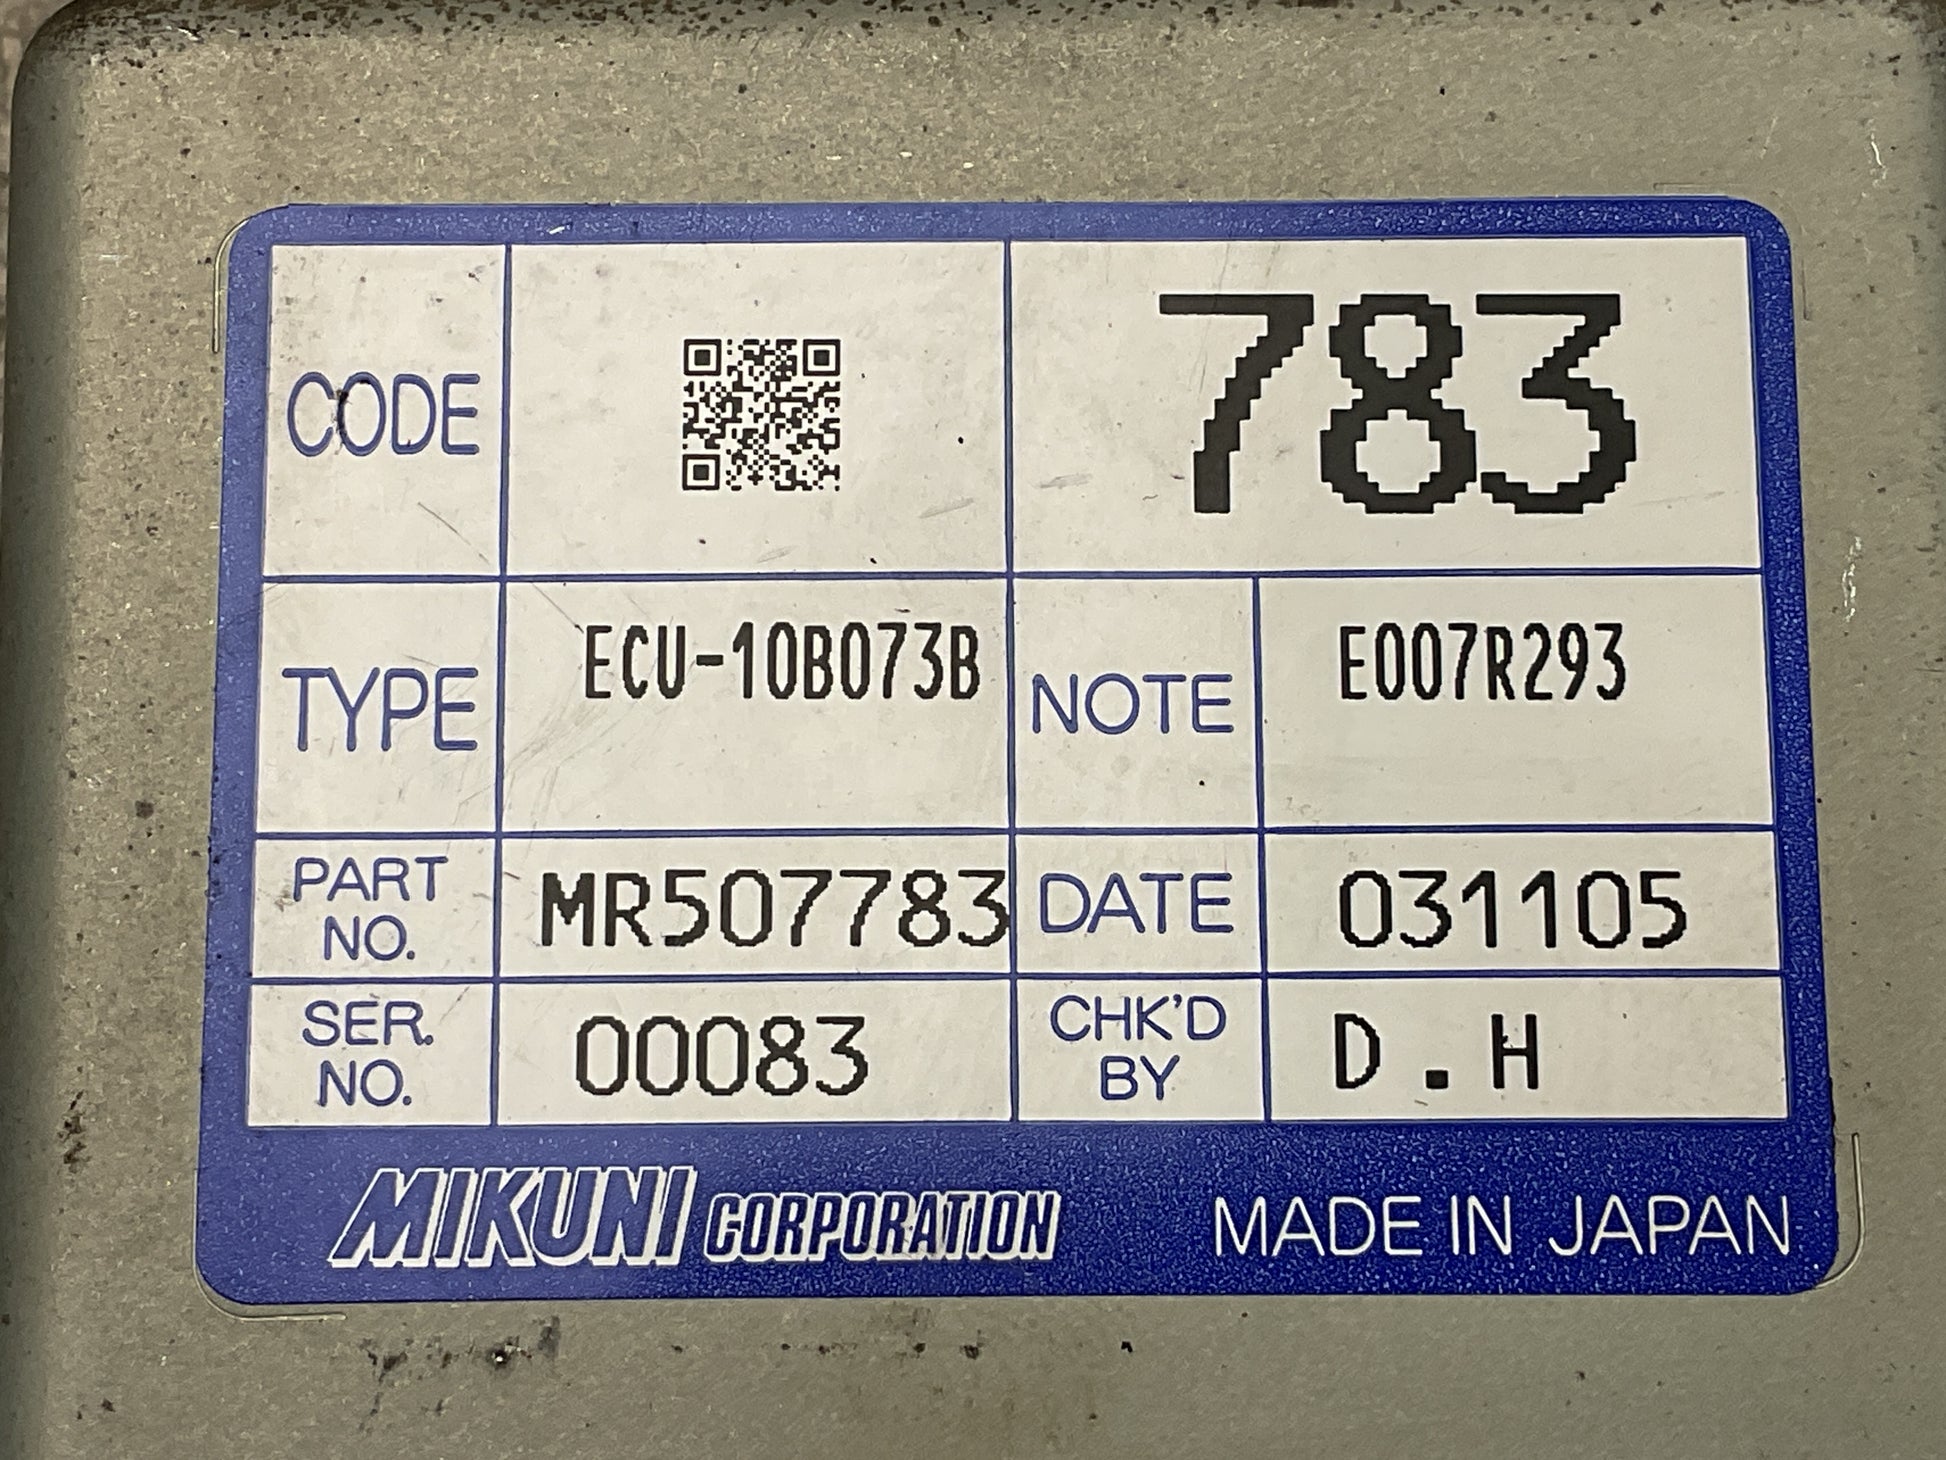 CODE 783
TYPE ECU-10B073B NOTE E007R293
PART NO. MR507783 DATE 031105
SER. NO. 00083 CHK'D BY D.H
MIKUNI CORPORATION MADE IN JAPAN